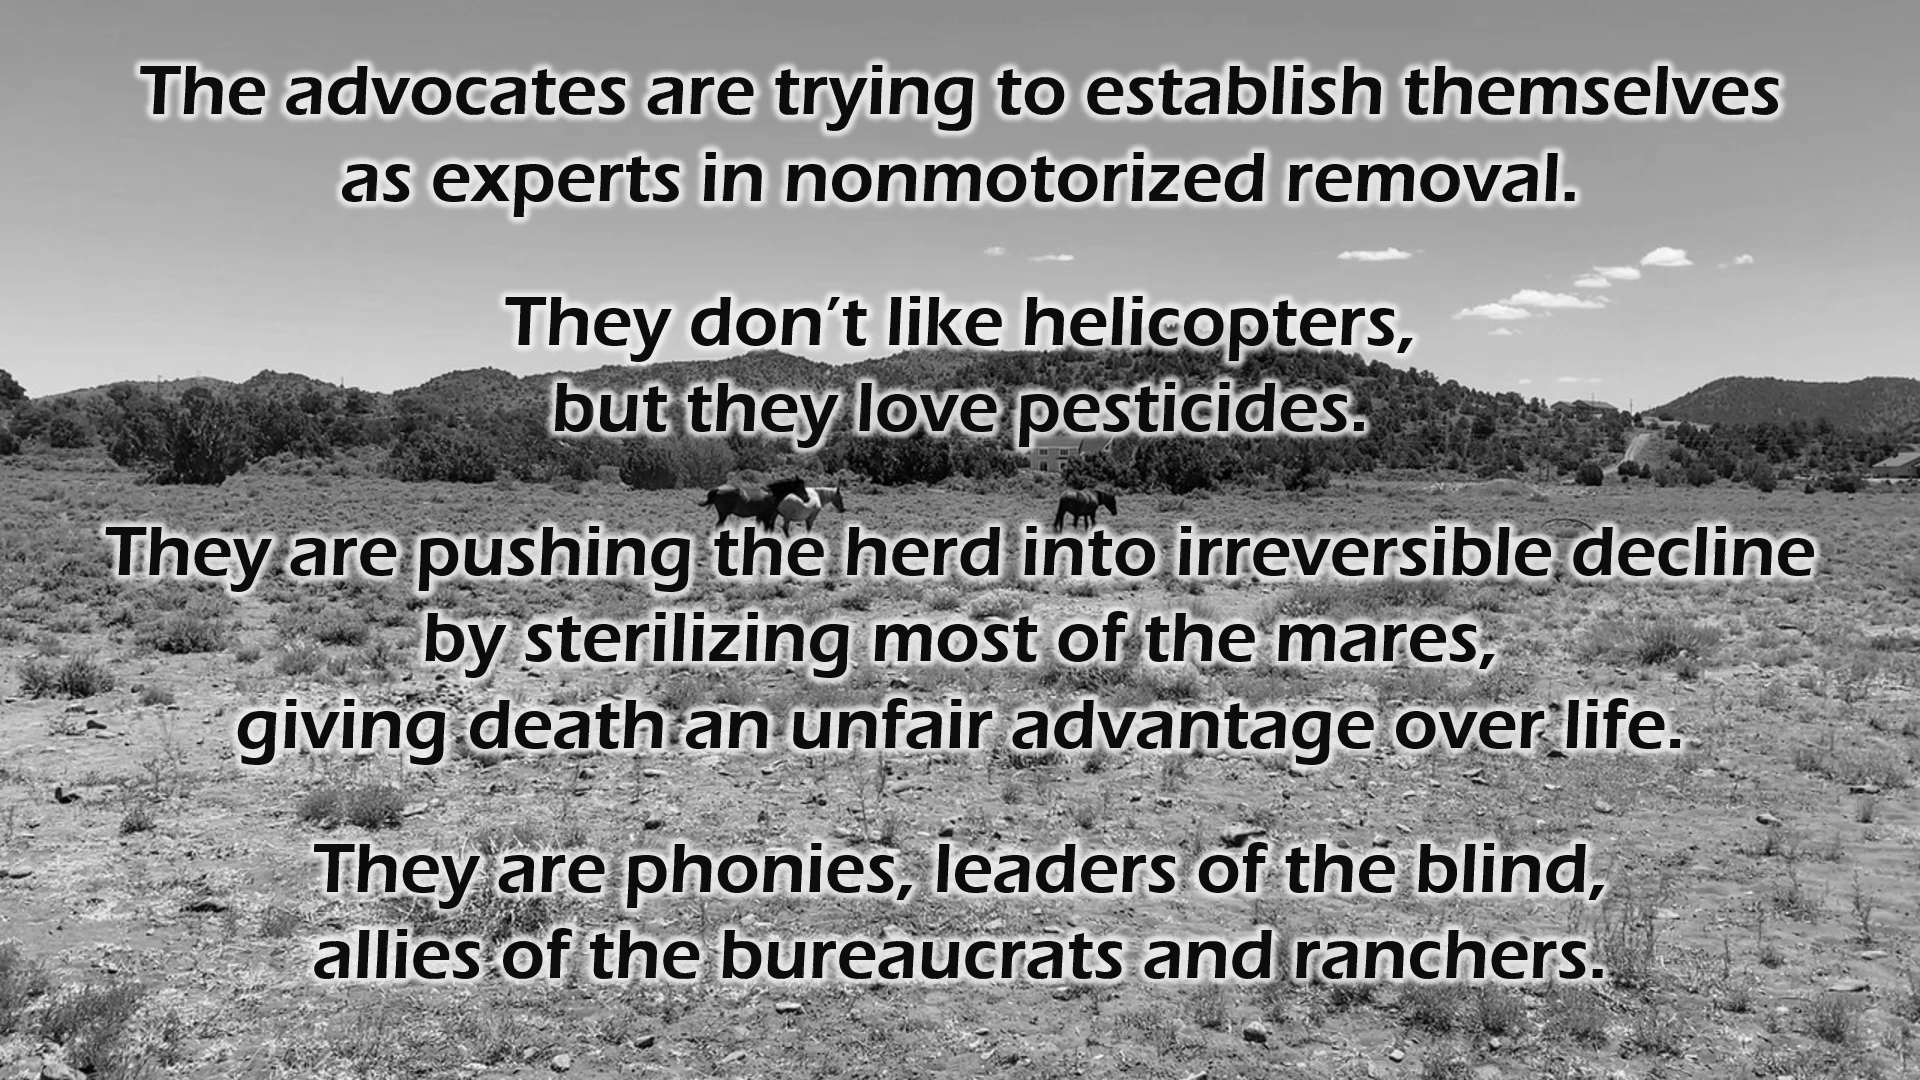 The advocates are trying to establish themselves
as experts in nonmotorized removal.
They don’t like helicopters,
but they love pesticides.
They are pushing the herd into irreversible decline
by sterilizing most of the mares,
giving death an unfair advantage over life.
They are phonies, leaders of the blind,
allies of the bureaucrats and ranchers.